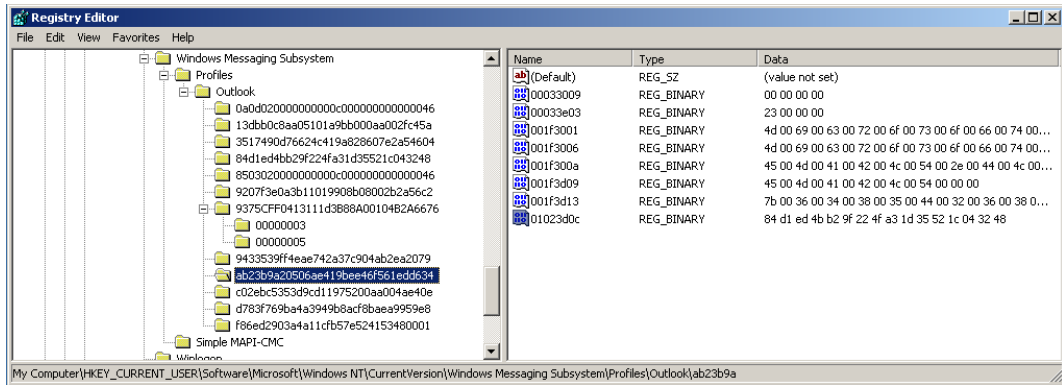 Registry Editor
File Edit View Favorites Help
Windows Messaging Subsystem
Profiles
Outlook
0a0d020000000000c000000000000046
13dbb0c8aa05101a9bb000aa002fc45a
3517490d76624c419a828607e2a54604
84d1ed4bb29f224fa31d35521c043248
8503020000000000c000000000000046
9207f3e0a3b11019908b08002b2a56c2
9375CFF0413111d3B88A00104B2A6676
00000003
00000005
9433539ff4eae742a37c904ab2ea2079
ab23b9a20506ae419bee46f561edd634
c02ebc5353d9cd11975200aa004ae40e
d783f769ba4a3949b8acf8baea9959e8
f86ed2903a4a11cfb57e524153480001
Simple MAPI-CMC
Winlogon
Name Type Data
(Default) REG_SZ (value not set)
00033009 REG_BINARY 00 00 00 00
00033e03 REG_BINARY 23 00 00 00
001f3001 REG_BINARY 4d 00 69 00 63 00 72 00 6f 00 73 00 6f 00 66 00 74 00...
001f3006 REG_BINARY 4d 00 69 00 63 00 72 00 6f 00 73 00 6f 00 66 00 74 00...
001f300a REG_BINARY 45 00 4d 00 41 00 42 00 4c 00 54 00 2e 00 44 00 4c 00...
001f3d09 REG_BINARY 45 00 4d 00 41 00 42 00 4c 00 54 00 00 00
001f3d13 REG_BINARY 7b 00 36 00 34 00 38 00 35 00 44 00 32 00 36 00 38 0...
01023d0c REG_BINARY 84 d1 ed 4b b2 9f 22 4f a3 1d 35 52 1c 04 32 48
My Computer\HKEY_CURRENT_USER\Software\Microsoft\Windows NT\CurrentVersion\Windows Messaging Subsystem\Profiles\Outlook\ab23b9a